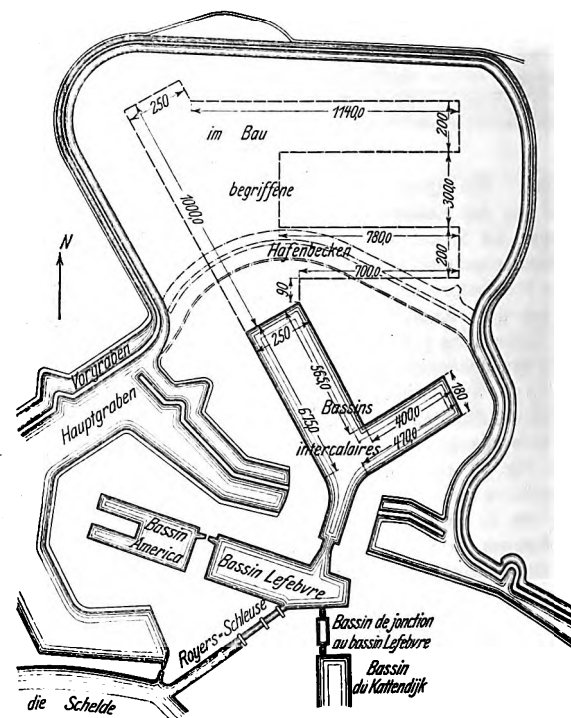 250
1140,0
200
im Bau
begriffene
300,0
1000,0
780,0
Hafenbecken
200
700,0
90
N
250
565,0
180
Vorgraben
Hauptgraben
675,0
Bassins
400,0
intercalaires
470,0
Bassin
America
Bassin Lefebvre
Royers-Schleuse
Bassin de jonction
au bassin Lefebvre
Bassin
du Kattendijk
die Schelde